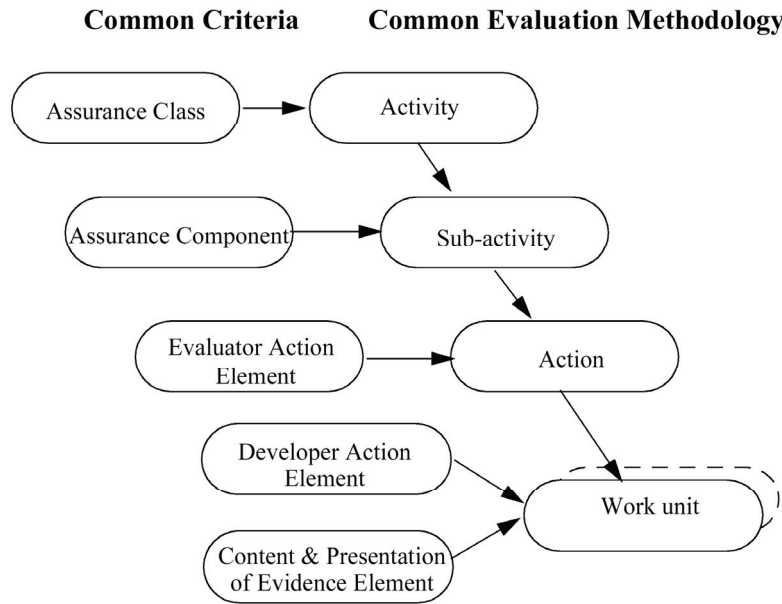 Common Criteria
Common Evaluation Methodology
Assurance Class
Activity
Assurance Component
Sub-activity
Evaluator Action
Element
Action
Developer Action
Element
Work unit
Content & Presentation
of Evidence Element